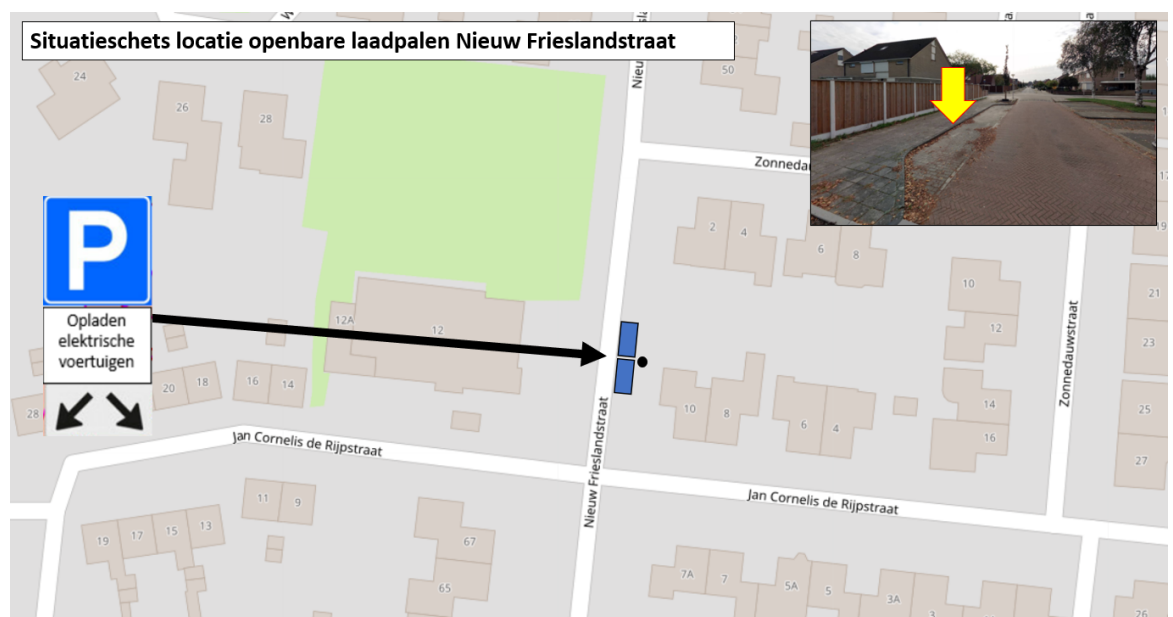 Situatieschets locatie openbare laadpalen Nieuw Frieslandstraat
24
26
28
50
P
Opladen
elektrische
voertuigen
Zonnedau
2
4
6
8
10
12
19
21
23
12A
12
20
18
16
14
28
10
8
6
4
14
16
25
27
Zonnedauwstraat
Nieuw Frieslandstraat
Jan Cornelis de Rijpstraat
Jan Cornelis de Rijpstraat
11
9
19
17
15
13
67
65
7A
7
5A
5
3A
3